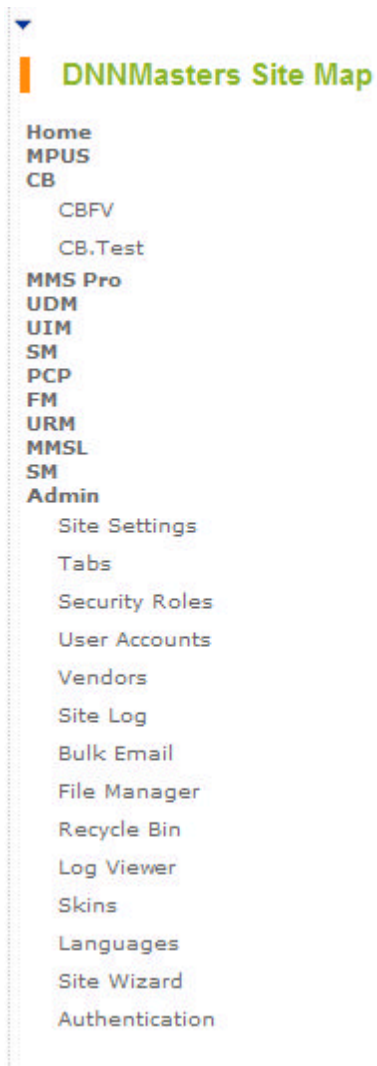 DNNMasters Site Map
Home
MPUS
CB
CBFV
CB.Test
MMS Pro
UDM
UIM
SM
PCP
FM
URM
MMSL
SM
Admin
Site Settings
Tabs
Security Roles
User Accounts
Vendors
Site Log
Bulk Email
File Manager
Recycle Bin
Log Viewer
Skins
Languages
Site Wizard
Authentication